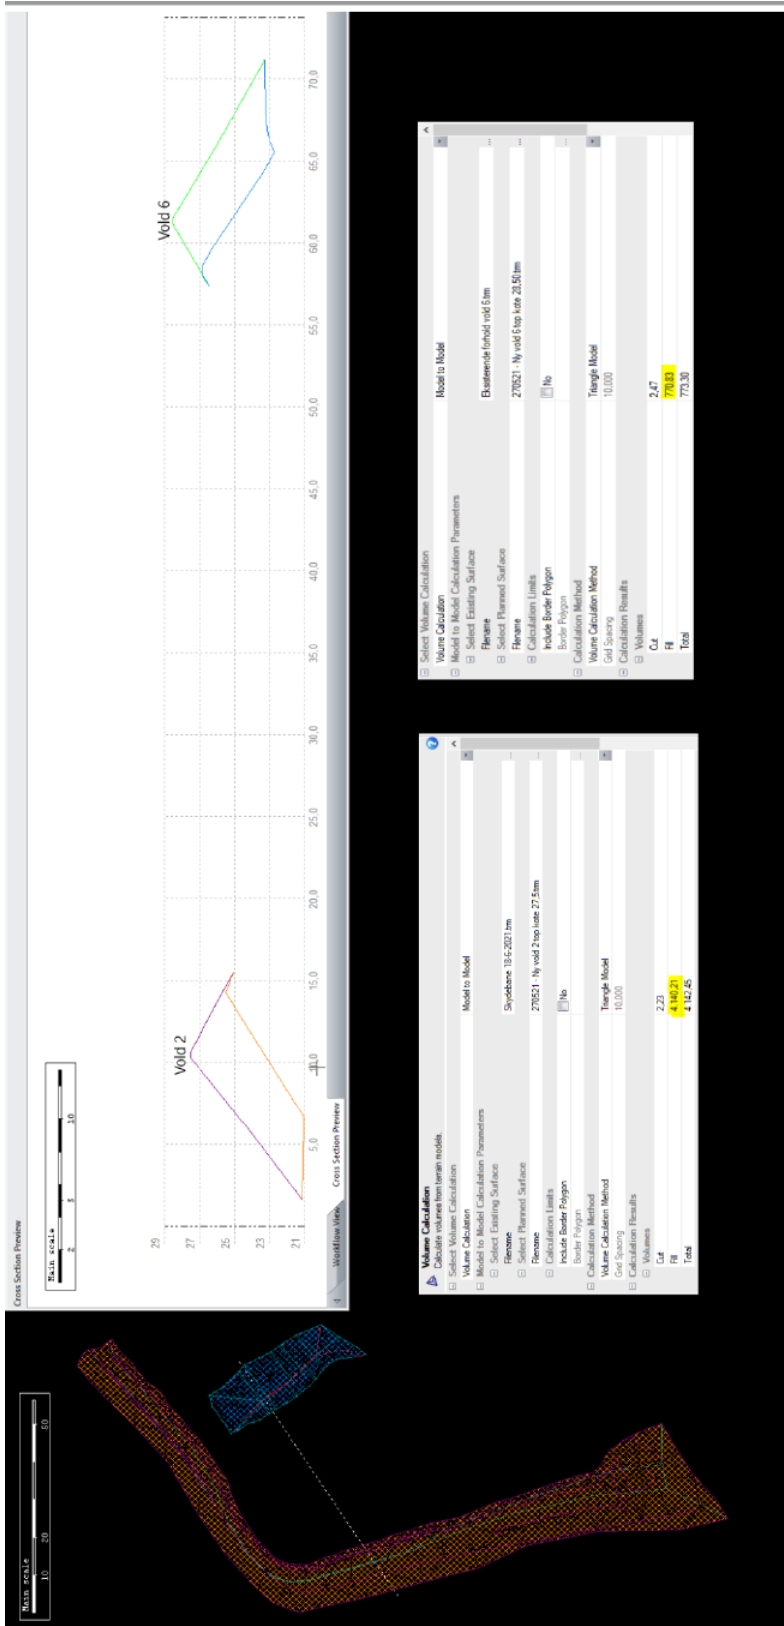 Main scale
10 20 50
Cross Section Preview
Main scale
2 5 10
Vold 2
Vold 6
29
27
25
23
21
5,0 10,0 15,0 20,0 25,0 30,0 35,0 40,0 45,0 50,0 55,0 60,0 65,0 70,0
Workflow View Cross Section Preview
Volume Calculation
Calculate volumes from terrain models.
Select Volume Calculation
Volume Calculation Model to Model
Model to Model Calculation Parameters
Select Existing Surface
Filename Skydebane 18-6-2021.trm ...
Select Planned Surface
Filename 270521 - Ny vold 2 top kote 27,5.trm ...
Calculation Limits
Include Border Polygon No
Border Polygon ...
Calculation Method
Volume Calculation Method Triangle Model
Grid Spacing 10,000
Calculation Results
Volumes
Cut 2,23
Fill 4.140,21
Total 4.142,45
Select Volume Calculation
Volume Calculation Model to Model
Model to Model Calculation Parameters
Select Existing Surface
Filename Eksisterende forhold vold 6.trm ...
Select Planned Surface
Filename 270521 - Ny vold 6 top kote 28,50.trm ...
Calculation Limits
Include Border Polygon No
Border Polygon ...
Calculation Method
Volume Calculation Method Triangle Model
Grid Spacing 10,000
Calculation Results
Volumes
Cut 2,47
Fill 770,83
Total 773,30